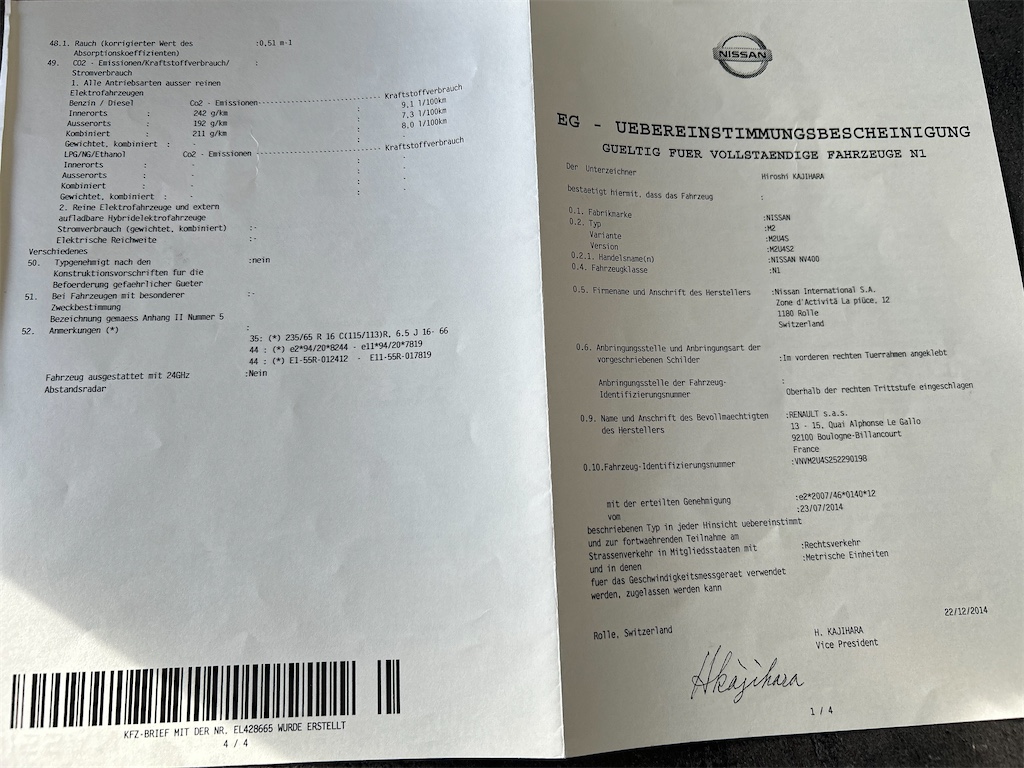 48.1. Rauch (korrigierter Wert des :0,51 m-1
Absorptionskoeffizienten)
49. CO2 - Emissionen/Kraftstoffverbrauch/ :
Stromverbrauch
1. Alle Antriebsarten ausser reinen
Elektrofahrzeugen
Benzin / Diesel Co2 - Emissionen------------------------ Kraftstoffverbrauch
Innerorts : 242 g/km : 9,1 l/100km
Ausserorts : 192 g/km : 7,3 l/100km
Kombiniert : 211 g/km : 8,0 l/100km
Gewichtet, kombiniert : - : -
LPG/NG/Ethanol Co2 - Emissionen------------------------ Kraftstoffverbrauch
Innerorts : - : -
Ausserorts : - : -
Kombiniert : - : -
Gewichtet, kombiniert : - : -
2. Reine Elektrofahrzeuge und extern
aufladbare Hybridelektrofahrzeuge
Stromverbrauch (gewichtet, kombiniert) :-
Elektrische Reichweite :-
Verschiedenes
50. Typgenehmigt nach den :nein
Konstruktionsvorschriften fuer die
Befoerderung gefaehrlicher Gueter
51. Bei Fahrzeugen mit besonderer :-
Zweckbestimmung
Bezeichnung gemaess Anhang II Nummer 5
52. Anmerkungen (*) :
35: (*) 235/65 R 16 C(115/113)R, 6.5 J 16- 66
44 : (*) e2*94/20*8244 - e11*94/20*7819
44 : (*) E1-55R-012412 - E11-55R-017819
Fahrzeug ausgestattet mit 24GHz :Nein
Abstandsradar
KFZ-BRIEF MIT DER NR. EL428665 WURDE ERSTELLT
4 / 4
NISSAN
EG - UEBEREINSTIMMUNGSBESCHEINIGUNG
GUELTIG FUER VOLLSTAENDIGE FAHRZEUGE N1
Der Unterzeichner Hiroshi KAJIHARA
bestaetigt hiermit, dass das Fahrzeug :
0.1. Fabrikmarke :NISSAN
0.2. Typ :M2
Variante :M2U4S
Version :M2U4S2
0.2.1. Handelsname(n) :NISSAN NV400
0.4. Fahrzeugklasse :N1
0.5. Firmename und Anschrift des Herstellers :Nissan International S.A.
Zone d'Activitä La piüce, 12
1180 Rolle
Switzerland
0.6. Anbringungsstelle und Anbringungsart der
vorgeschriebenen Schilder :Im vorderen rechten Tuerrahmen angeklebt
Anbringungsstelle der Fahrzeug- :
Identifizierungsnummer Oberhalb der rechten Trittstufe eingeschlagen
0.9. Name und Anschrift des Bevollmaechtigten :RENAULT s.a.s.
des Herstellers 13 - 15, Quai Alphonse Le Gallo
92100 Boulogne-Billancourt
France
0.10.Fahrzeug-Identifizierungsnummer :VNVM2U4S252290198
mit der erteilten Genehmigung :e2*2007/46*0140*12
vom :23/07/2014
beschriebenen Typ in jeder Hinsicht uebereinstimmt
und zur fortwaehrenden Teilnahme am
Strassenverkehr in Mitgliedsstaaten mit :Rechtsverkehr
und in denen :Metrische Einheiten
fuer das Geschwindigkeitsmessgeraet verwendet
werden, zugelassen werden kann
22/12/2014
Rolle, Switzerland H. KAJIHARA
Vice President
HKajihara
1 / 4